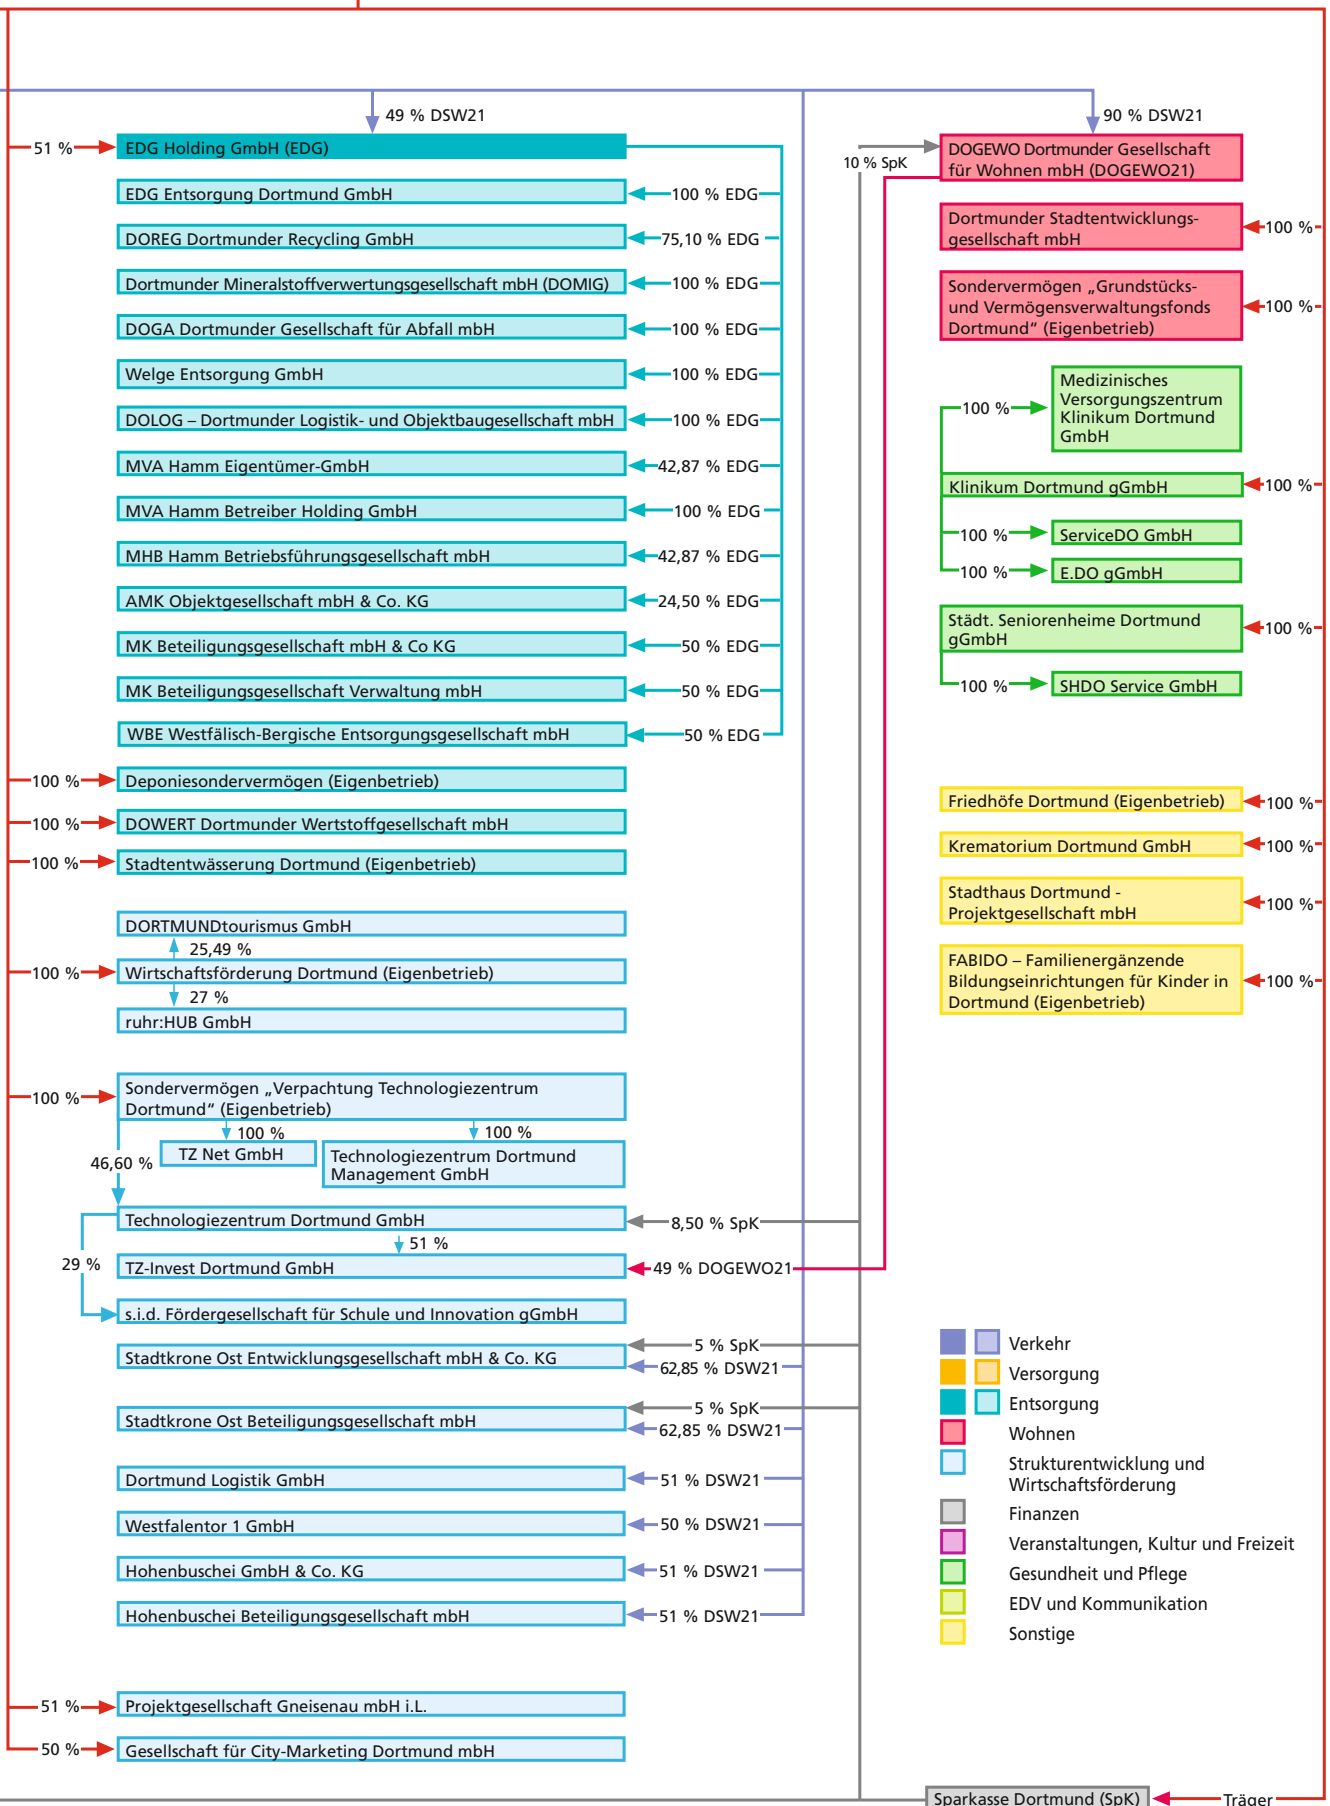 49 % DSW21
51 %
EDG Holding GmbH (EDG)
EDG Entsorgung Dortmund GmbH
100 % EDG
DOREG Dortmunder Recycling GmbH
75,10 % EDG
Dortmunder Mineralstoffverwertungsgesellschaft mbH (DOMIG)
100 % EDG
DOGA Dortmunder Gesellschaft für Abfall mbH
100 % EDG
Welge Entsorgung GmbH
100 % EDG
DOLOG – Dortmunder Logistik- und Objektbaugesellschaft mbH
100 % EDG
MVA Hamm Eigentümer-GmbH
42,87 % EDG
MVA Hamm Betreiber Holding GmbH
100 % EDG
MHB Hamm Betriebsführungsgesellschaft mbH
42,87 % EDG
AMK Objektgesellschaft mbH & Co. KG
24,50 % EDG
MK Beteiligungsgesellschaft mbH & Co KG
50 % EDG
MK Beteiligungsgesellschaft Verwaltung mbH
50 % EDG
WBE Westfälisch-Bergische Entsorgungsgesellschaft mbH
50 % EDG
100 %
Deponiesondervermögen (Eigenbetrieb)
100 %
DOWERT Dortmunder Wertstoffgesellschaft mbH
100 %
Stadtentwässerung Dortmund (Eigenbetrieb)
DORTMUNDtourismus GmbH
25,49 %
100 %
Wirtschaftsförderung Dortmund (Eigenbetrieb)
27 %
ruhr:HUB GmbH
100 %
Sondervermögen „Verpachtung Technologiezentrum
Dortmund“ (Eigenbetrieb)
100 %
100 %
TZ Net GmbH
Technologiezentrum Dortmund
Management GmbH
46,60 %
Technologiezentrum Dortmund GmbH
8,50 % SpK
51 %
29 %
TZ-Invest Dortmund GmbH
49 % DOGEWO21
s.i.d. Fördergesellschaft für Schule und Innovation gGmbH
Stadtkrone Ost Entwicklungsgesellschaft mbH & Co. KG
5 % SpK
62,85 % DSW21
Stadtkrone Ost Beteiligungsgesellschaft mbH
5 % SpK
62,85 % DSW21
Dortmund Logistik GmbH
51 % DSW21
Westfalentor 1 GmbH
50 % DSW21
Hohenbuschei GmbH & Co. KG
51 % DSW21
Hohenbuschei Beteiligungsgesellschaft mbH
51 % DSW21
51 %
Projektgesellschaft Gneisenau mbH i.L.
50 %
Gesellschaft für City-Marketing Dortmund mbH
90 % DSW21
10 % SpK
DOGEWO Dortmunder Gesellschaft
für Wohnen mbH (DOGEWO21)
Dortmunder Stadtentwicklungs-
gesellschaft mbH
100 %
Sondervermögen „Grundstücks-
und Vermögensverwaltungsfonds
Dortmund“ (Eigenbetrieb)
100 %
100 %
Medizinisches
Versorgungszentrum
Klinikum Dortmund
GmbH
Klinikum Dortmund gGmbH
100 %
100 %
ServiceDO GmbH
100 %
E.DO gGmbH
Städt. Seniorenheime Dortmund
gGmbH
100 %
100 %
SHDO Service GmbH
Friedhöfe Dortmund (Eigenbetrieb)
100 %
Krematorium Dortmund GmbH
100 %
Stadthaus Dortmund -
Projektgesellschaft mbH
100 %
FABIDO – Familienergänzende
Bildungseinrichtungen für Kinder in
Dortmund (Eigenbetrieb)
100 %
Verkehr
Versorgung
Entsorgung
Wohnen
Strukturentwicklung und
Wirtschaftsförderung
Finanzen
Veranstaltungen, Kultur und Freizeit
Gesundheit und Pflege
EDV und Kommunikation
Sonstige
Sparkasse Dortmund (SpK)
Träger